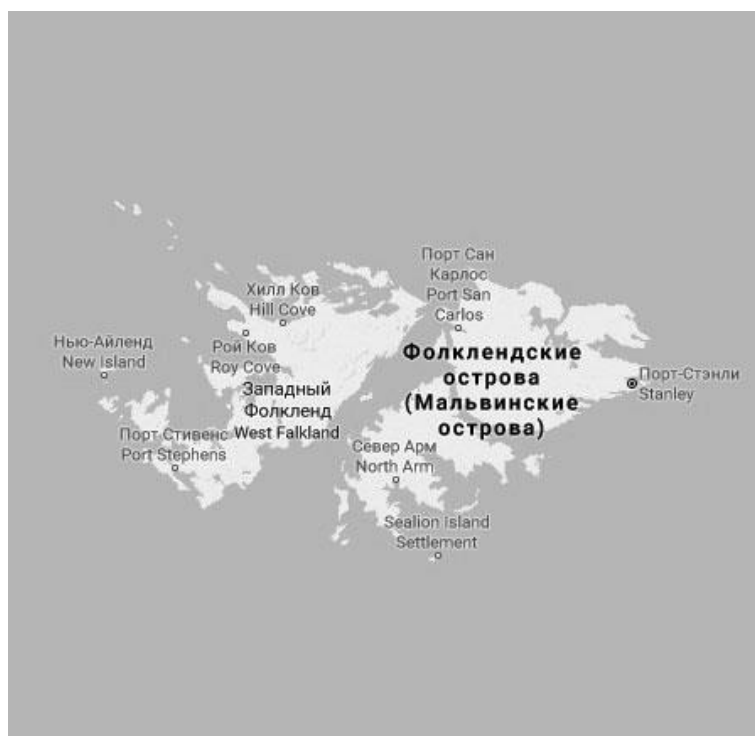 Порт Сан
Карлос
Port San
Carlos
Хилл Ков
Hill Cove
Нью-Айленд
New Island
Рой Ков
Roy Cove
Фолклендские
острова
(Мальвинские
острова)
Порт-Стэнли
Stanley
Западный
Фолкленд
West Falkland
Порт Стивенс
Port Stephens
Север Арм
North Arm
Sealion Island
Settlement